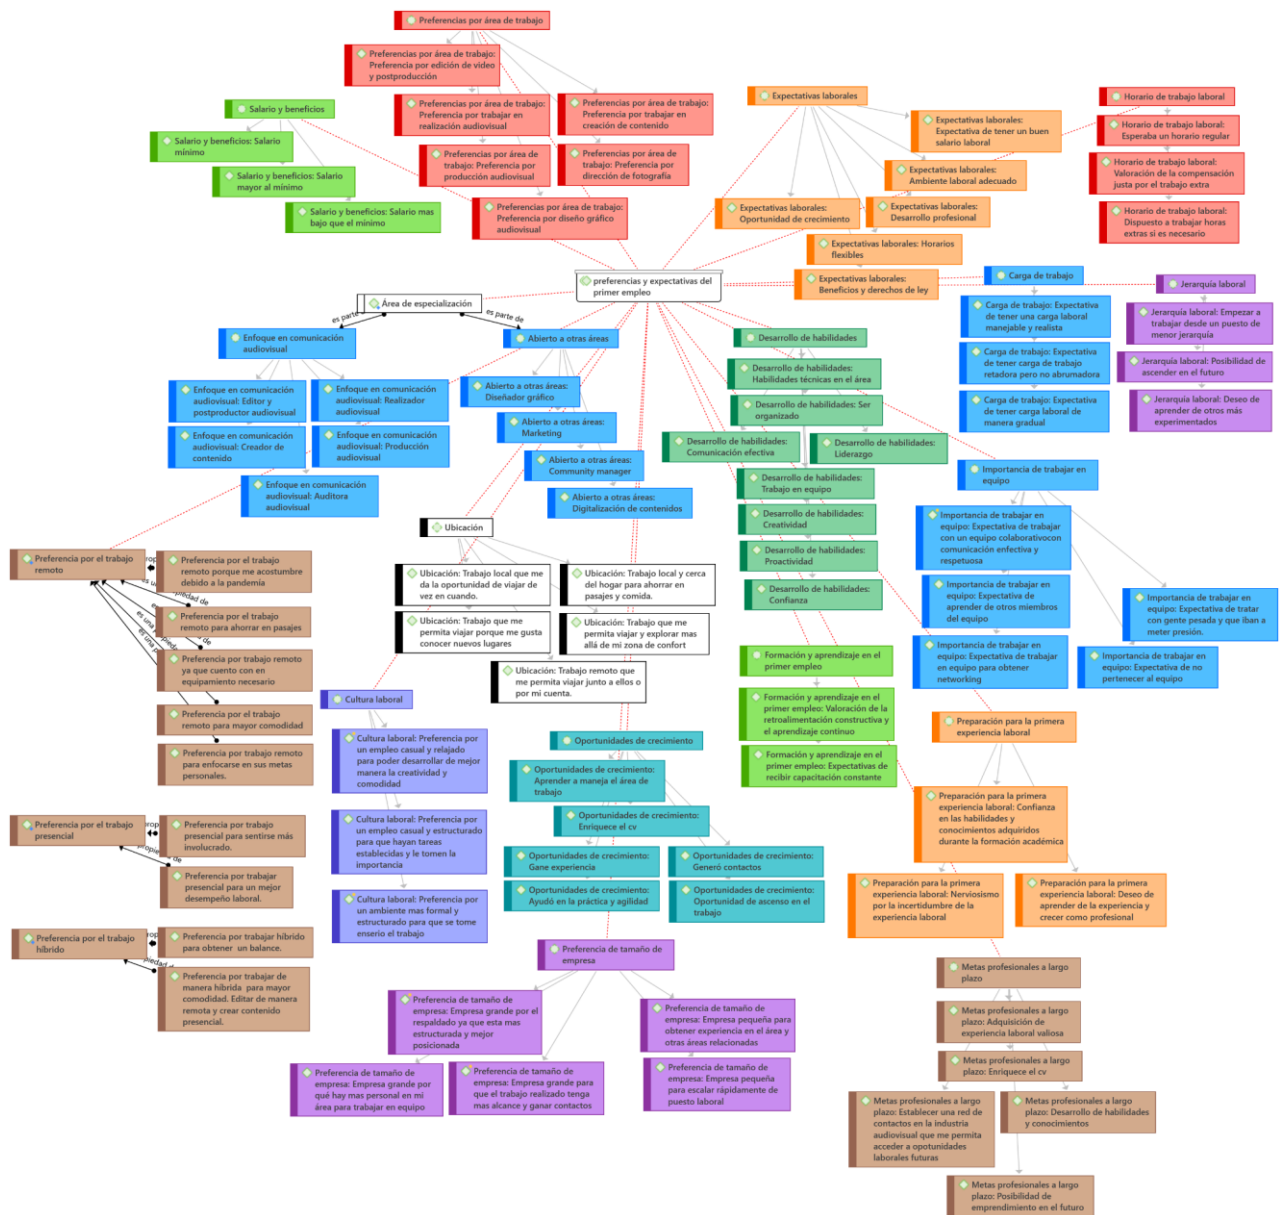 Preferencias por área de trabajo
Preferencias por área de trabajo:
Preferencia por edición de video
y postproducción
Preferencias por área de trabajo:
Preferencia por trabajar en
realización audiovisual
Preferencias por área de trabajo:
Preferencia por trabajar en
creación de contenido
Preferencias por área de
trabajo: Preferencia por
producción audiovisual
Preferencias por área de
trabajo: Preferencia por
dirección de fotografía
Preferencias por área de trabajo:
Preferencia por diseño gráfico
audiovisual
Salario y beneficios
Salario y beneficios: Salario
mínimo
Salario y beneficios: Salario
mayor al mínimo
Salario y beneficios: Salario mas
bajo que el mínimo
Expectativas laborales
Expectativas laborales:
Expectativa de tener un buen
salario laboral
Expectativas laborales:
Ambiente laboral adecuado
Expectativas laborales:
Oportunidad de crecimiento
Expectativas laborales:
Desarrollo profesional
Expectativas laborales: Horarios
flexibles
Expectativas laborales:
Beneficios y derechos de ley
Horario de trabajo laboral
Horario de trabajo laboral:
Esperaba un horario regular
Horario de trabajo laboral:
Valoración de la compensación
justa por el trabajo extra
Horario de trabajo laboral:
Dispuesto a trabajar horas
extras si es necesario
preferencias y expectativas del
primer empleo
Área de especialización
es parte
es parte de
Enfoque en comunicación
audiovisual
Enfoque en comunicación
audiovisual: Editor y
postproductor audiovisual
Enfoque en comunicación
audiovisual: Realizador
audiovisual
Enfoque en comunicación
audiovisual: Creador de
contenido
Enfoque en comunicación
audiovisual: Producción
audiovisual
Enfoque en comunicación
audiovisual: Auditora
audiovisual
Abierto a otras áreas
Abierto a otras áreas:
Diseñador gráfico
Abierto a otras áreas:
Marketing
Abierto a otras áreas:
Community manager
Abierto a otras áreas:
Digitalización de contenidos
Desarrollo de habilidades
Desarrollo de habilidades:
Habilidades técnicas en el área
Desarrollo de habilidades: Ser
organizado
Desarrollo de habilidades:
Comunicación efectiva
Desarrollo de habilidades:
Liderazgo
Desarrollo de habilidades:
Trabajo en equipo
Desarrollo de habilidades:
Creatividad
Desarrollo de habilidades:
Proactividad
Desarrollo de habilidades:
Confianza
Carga de trabajo
Carga de trabajo: Expectativa
de tener una carga laboral
manejable y realista
Carga de trabajo: Expectativa
de tener carga de trabajo
retadora pero no abrumadora
Carga de trabajo: Expectativa
de tener carga laboral de
manera gradual
Jerarquía laboral
Jerarquía laboral: Empezar a
trabajar desde un puesto de
menor jerarquía
Jerarquía laboral: Posibilidad de
ascender en el futuro
Jerarquía laboral: Deseo de
aprender de otros más
experimentados
Importancia de trabajar en
equipo
Importancia de trabajar en
equipo: Expectativa de trabajar
con un equipo colaborativocon
comunicación enfectiva y
respetuosa
Importancia de trabajar en
equipo: Expectativa de
aprender de otros miembros
del equipo
Importancia de trabajar en
equipo: Expectativa de tratar
con gente pesada y que iban a
meter presión.
Importancia de trabajar en
equipo: Expectativa de trabajar
en equipo para obtener
networking
Importancia de trabajar en
equipo: Expectativa de no
pertenecer al equipo
Ubicación
Ubicación: Trabajo local que me
da la oportunidad de viajar de
vez en cuando.
Ubicación: Trabajo local y cerca
del hogar para ahorrar en
pasajes y comida.
Ubicación: Trabajo que me
permita viajar porque me gusta
conocer nuevos lugares
Ubicación: Trabajo que me
permita viajar y explorar mas
allá de mi zona de confort
Ubicación: Trabajo remoto que
me permita viajar junto a ellos o
por mi cuenta.
Preferencia por el trabajo
remoto
Preferencia por el trabajo
remoto porque me acostumbre
debido a la pandemia
Preferencia por el trabajo
remoto para ahorrar en pasajes
Preferencia por trabajo remoto
ya que cuento con en
equipamiento necesario
Preferencia por el trabajo
remoto para mayor comodidad
Preferencia por trabajo remoto
para enfocarse en sus metas
personales.
Formación y aprendizaje en el
primer empleo
Formación y aprendizaje en el
primer empleo: Valoración de la
retroalimentación constructiva y
el aprendizaje continuo
Formación y aprendizaje en el
primer empleo: Expectativas de
recibir capacitación constante
Cultura laboral
Cultura laboral: Preferencia por
un empleo casual y relajado
para poder desarrollar de mejor
manera la creatividad y
comodidad
Cultura laboral: Preferencia por
un empleo casual y estructurado
para que hayan tareas
establecidas y le tomen la
importancia
Cultura laboral: Preferencia por
un ambiente mas formal y
estructurado para que se tome
enserio el trabajo
Oportunidades de crecimiento
Oportunidades de crecimiento:
Aprender a maneja el área de
trabajo
Oportunidades de crecimiento:
Enriquece el cv
Oportunidades de crecimiento:
Gane experiencia
Oportunidades de crecimiento:
Generó contactos
Oportunidades de crecimiento:
Ayudó en la práctica y agilidad
Oportunidades de crecimiento:
Oportunidad de ascenso en el
trabajo
Preparación para la primera
experiencia laboral
Preparación para la primera
experiencia laboral: Confianza
en las habilidades y
conocimientos adquiridos
durante la formación académica
Preparación para la primera
experiencia laboral: Nerviosismo
por la incertidumbre de la
experiencia laboral
Preparación para la primera
experiencia laboral: Deseo de
aprender de la experiencia y
crecer como profesional
Preferencia por el trabajo
presencial
Preferencia por trabajo
presencial para sentirse más
involucrado.
Preferencia por trabajar
presencial para un mejor
desempeño laboral.
Preferencia por el trabajo
híbrido
Preferencia por trabajar híbrido
para obtener un balance.
Preferencia por trabajar de
manera híbrida para mayor
comodidad. Editar de manera
remota y crear contenido
presencial.
Preferencia de tamaño de
empresa
Preferencia de tamaño de
empresa: Empresa grande por el
respaldado ya que esta mas
estructurada y mejor
posicionada
Preferencia de tamaño de
empresa: Empresa pequeña para
obtener experiencia en el área y
otras áreas relacionadas
Preferencia de tamaño de
empresa: Empresa grande por
qué hay mas personal en mi
área para trabajar en equipo
Preferencia de tamaño de
empresa: Empresa grande para
que el trabajo realizado tenga
mas alcance y ganar contactos
Preferencia de tamaño de
empresa: Empresa pequeña
para escalar rápidamente de
puesto laboral
Metas profesionales a largo
plazo
Metas profesionales a largo
plazo: Adquisición de
experiencia laboral valiosa
Metas profesionales a largo
plazo: Enriquece el cv
Metas profesionales a largo
plazo: Establecer una red de
contactos en la industria
audiovisual que me permita
acceder a opotunidades
laborales futuras
Metas profesionales a largo
plazo: Desarrollo de habilidades
y conocimientos
Metas profesionales a largo
plazo: Posibilidad de
emprendimiento en el futuro